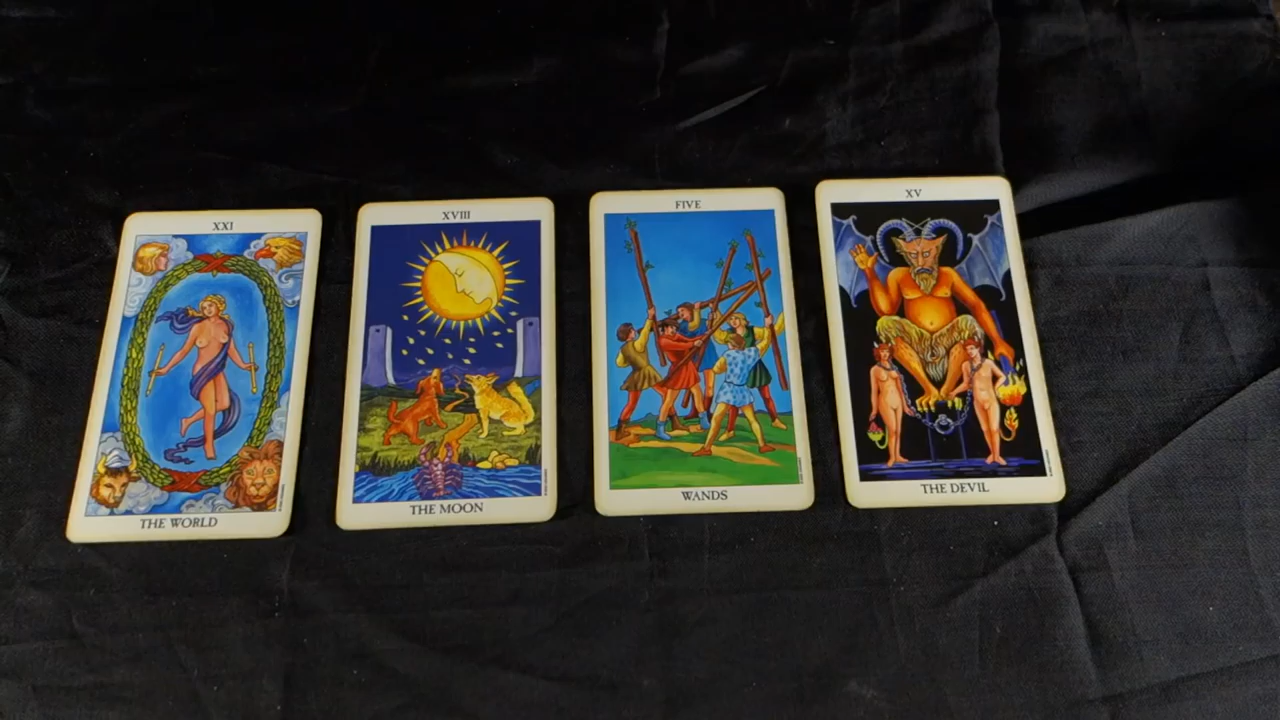 XXI
THE WORLD
XVIII
THE MOON
FIVE
WANDS
XV
THE DEVIL